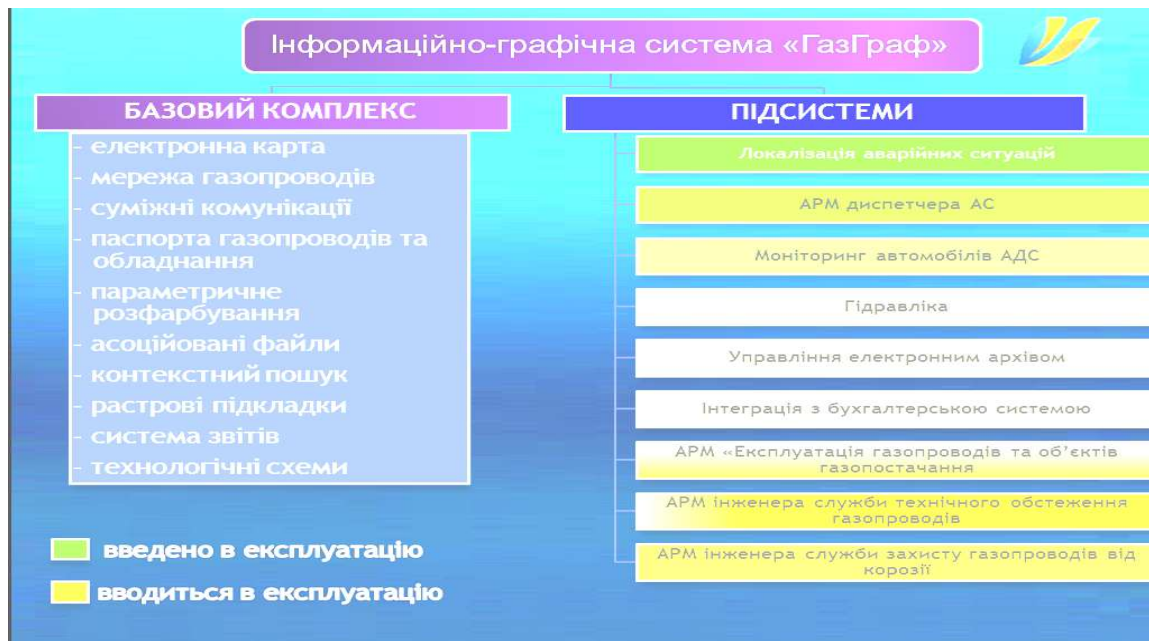 Інформаційно-графічна система «ГазГраф»
БАЗОВИЙ КОМПЛЕКС
- електронна карта
- мережа газопроводів
- суміжні комунікації
- паспорта газопроводів та
обладнання
- параметричне
розфарбування
- асоційовані файли
- контекстний пошук
- растрові підкладки
- система звітів
- технологічні схеми
введено в експлуатацію
вводиться в експлуатацію
ПІДСИСТЕМИ
Локалізація аварійних ситуацій
АРМ диспетчера АС
Моніторинг автомобілів АДС
Гідравліка
Управління електронним архівом
Інтеграція з бухгалтерською системою
АРМ «Експлуатація газопроводів та об’єктів
газопостачання
АРМ інженера служби технічного обстеження
газопроводів
АРМ інженера служби захисту газопроводів від
корозії